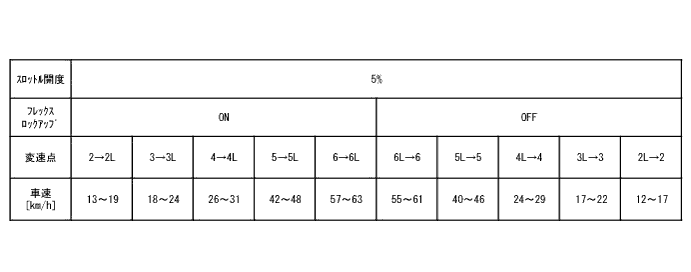 ｽﾛｯﾄﾙ開度 5%
ﾌﾚｯｸｽ
ﾛｯｸｱｯﾌﾟ ON OFF
変速点 2→2L 3→3L 4→4L 5→5L 6→6L 6L→6 5L→5 4L→4 3L→3 2L→2
車速
[km/h] 13～19 18～24 26～31 42～48 57～63 55～61 40～46 24～29 17～22 12～17